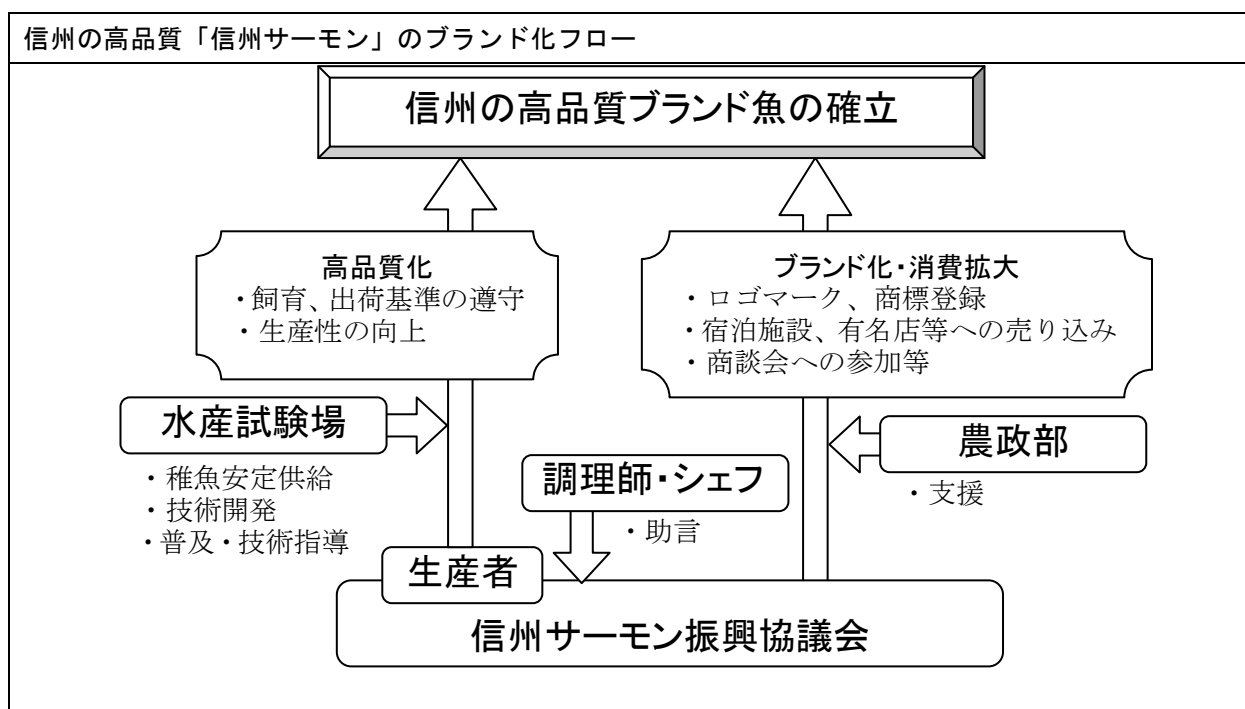 信州の高品質「信州サーモン」のブランド化フロー
信州の高品質ブランド魚の確立
高品質化
・飼育、出荷基準の遵守
・生産性の向上
ブランド化・消費拡大
・ロゴマーク、商標登録
・宿泊施設、有名店等への売り込み
・商談会への参加等
水産試験場
・稚魚安定供給
・技術開発
・普及・技術指導
調理師・シェフ
・助言
農政部
・支援
生産者
信州サーモン振興協議会